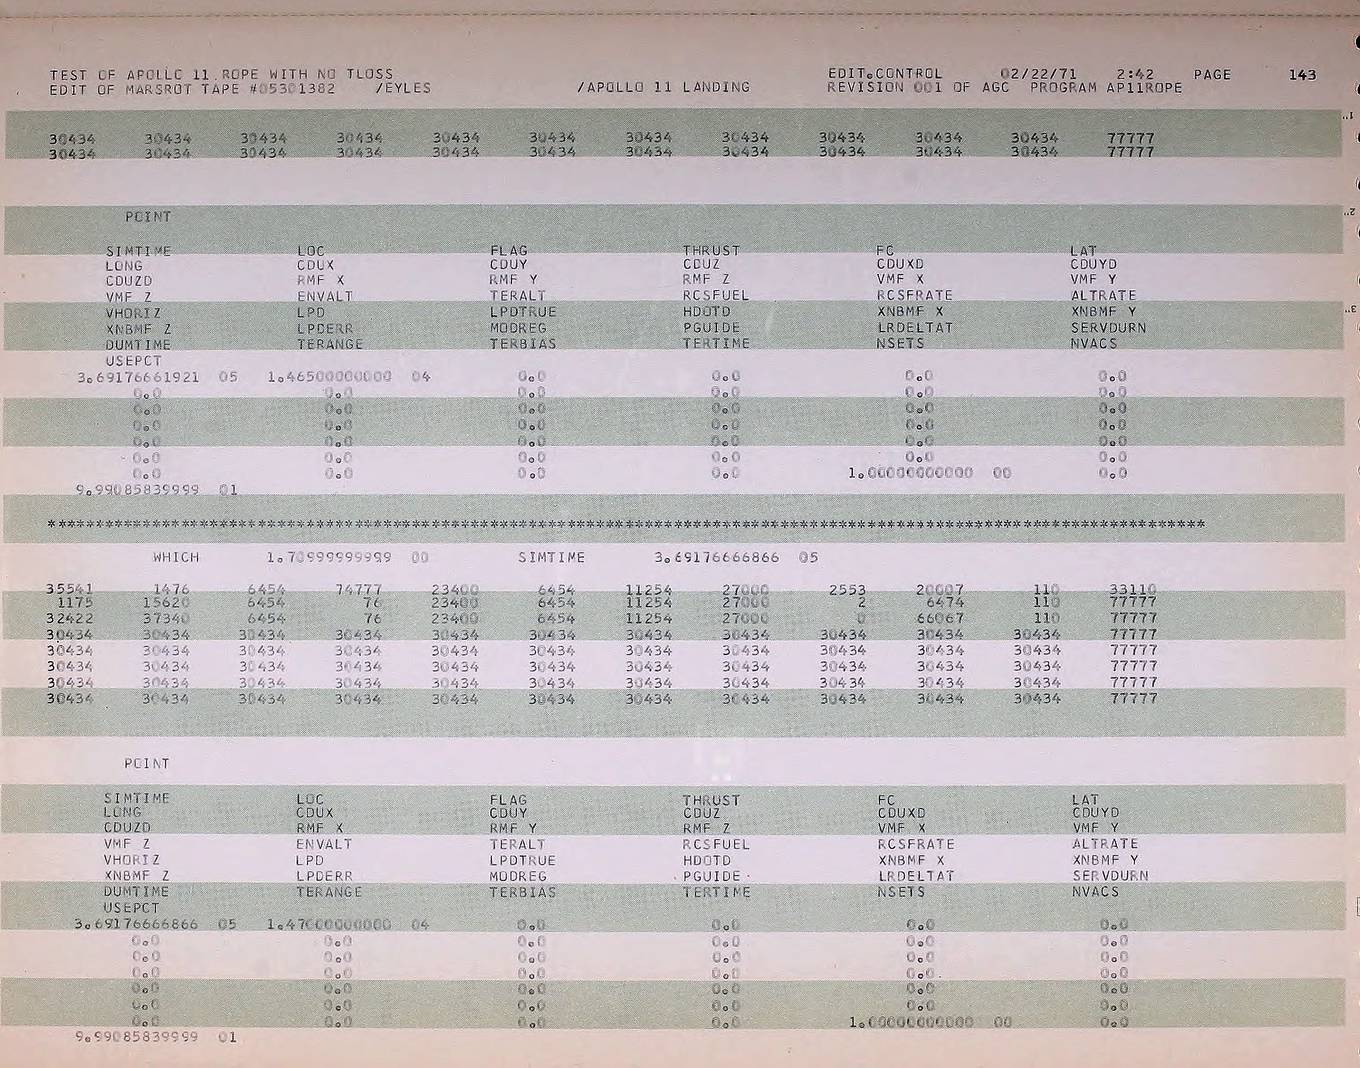 TEST OF APOLLO 11 ROPE WITH NO TLOSS EDIT.CONTROL 02/22/71 2:42 PAGE 143
EDIT OF MARSROT TAPE #05301382 /EYLES /APOLLO 11 LANDING REVISION 001 OF AGC PROGRAM AP11ROPE
30434 30434 30434 30434 30434 30434 30434 30434 30434 30434 30434 77777
30434 30434 30434 30434 30434 30434 30434 30434 30434 30434 30434 77777
POINT
SIMTIME LOC FLAG THRUST FC LAT
LONG CDUX CDUY CDUZ CDUXD CDUYD
CDUZD RMF X RMF Y RMF Z VMF X VMF Y
VMF Z ENVALT TERALT RCSFUEL RCSFRATE ALTRATE
VHORIZ LPD LPDTRUE HDOTD XNBMF X XNBMF Y
XNBMF Z LPDERR MODREG PGUIDE LRDELTAT SERVDURN
DUMTIME TERANGE TERBIAS TERTIME NSETS NVACS
USEPCT
3.69176661921 05 1.46500000000 04 0.0 0.0 0.0 0.0
0.0 0.0 0.0 0.0 0.0 0.0
0.0 0.0 0.0 0.0 0.0 0.0
0.0 0.0 0.0 0.0 0.0 0.0
0.0 0.0 0.0 0.0 0.0 0.0
0.0 0.0 0.0 0.0 0.0 0.0
0.0 0.0 0.0 0.0 1.00000000000 00 0.0
9.99085839999 01
************************************************************************************************************************
WHICH 1.70999999999 00 SIMTIME 3.69176666866 05
35541 1476 6454 74777 23400 6454 11254 27000 2553 20007 110 33110
1175 15620 6454 76 23400 6454 11254 27000 2 6474 110 77777
32422 37340 6454 76 23400 6454 11254 27000 0 66067 110 77777
30434 30434 30434 30434 30434 30434 30434 30434 30434 30434 30434 77777
30434 30434 30434 30434 30434 30434 30434 30434 30434 30434 30434 77777
30434 30434 30434 30434 30434 30434 30434 30434 30434 30434 30434 77777
30434 30434 30434 30434 30434 30434 30434 30434 30434 30434 30434 77777
30434 30434 30434 30434 30434 30434 30434 30434 30434 30434 30434 77777
POINT
SIMTIME LOC FLAG THRUST FC LAT
LONG CDUX CDUY CDUZ CDUXD CDUYD
CDUZD RMF X RMF Y RMF Z VMF X VMF Y
VMF Z ENVALT TERALT RCSFUEL RCSFRATE ALTRATE
VHORIZ LPD LPDTRUE HDOTD XNBMF X XNBMF Y
XNBMF Z LPDERR MODREG PGUIDE LRDELTAT SERVDURN
DUMTIME TERANGE TERBIAS TERTIME NSETS NVACS
USEPCT
3.69176666866 05 1.47000000000 04 0.0 0.0 0.0 0.0
0.0 0.0 0.0 0.0 0.0 0.0
0.0 0.0 0.0 0.0 0.0 0.0
0.0 0.0 0.0 0.0 0.0 0.0
0.0 0.0 0.0 0.0 0.0 0.0
0.0 0.0 0.0 0.0 0.0 0.0
0.0 0.0 0.0 0.0 1.00000000000 00 0.0
9.99085839999 01